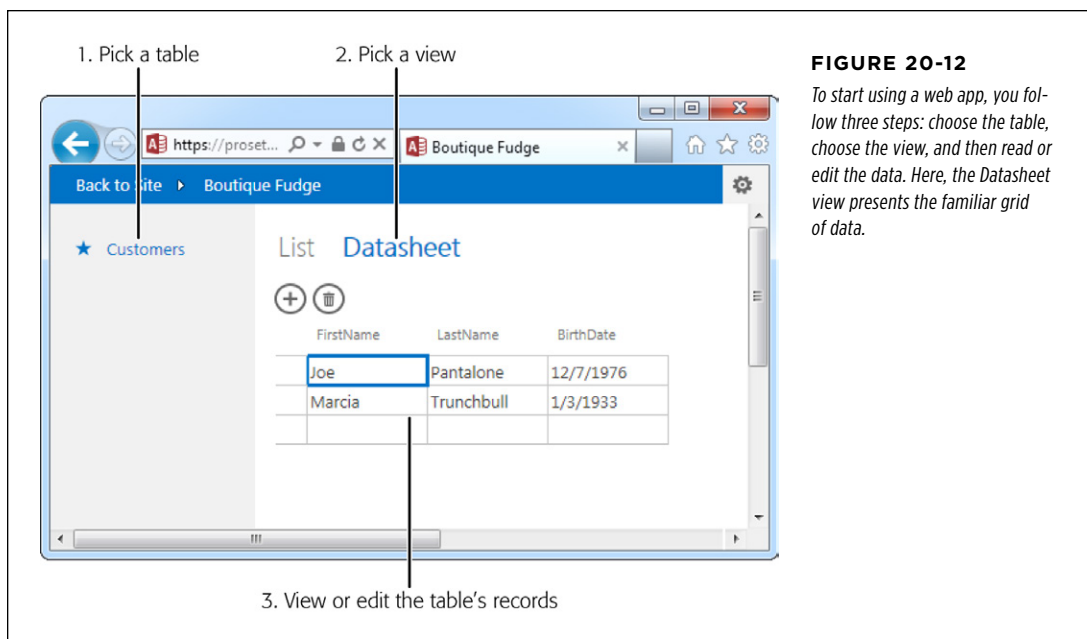 1. Pick a table
2. Pick a view
https://proset...
Boutique Fudge
Back to Site
Boutique Fudge
Customers
List Datasheet
FirstName LastName BirthDate
Joe Pantalone 12/7/1976
Marcia Trunchbull 1/3/1933
3. View or edit the table's records
FIGURE 20-12
To start using a web app, you fol-
low three steps: choose the table,
choose the view, and then read or
edit the data. Here, the Datasheet
view presents the familiar grid
of data.